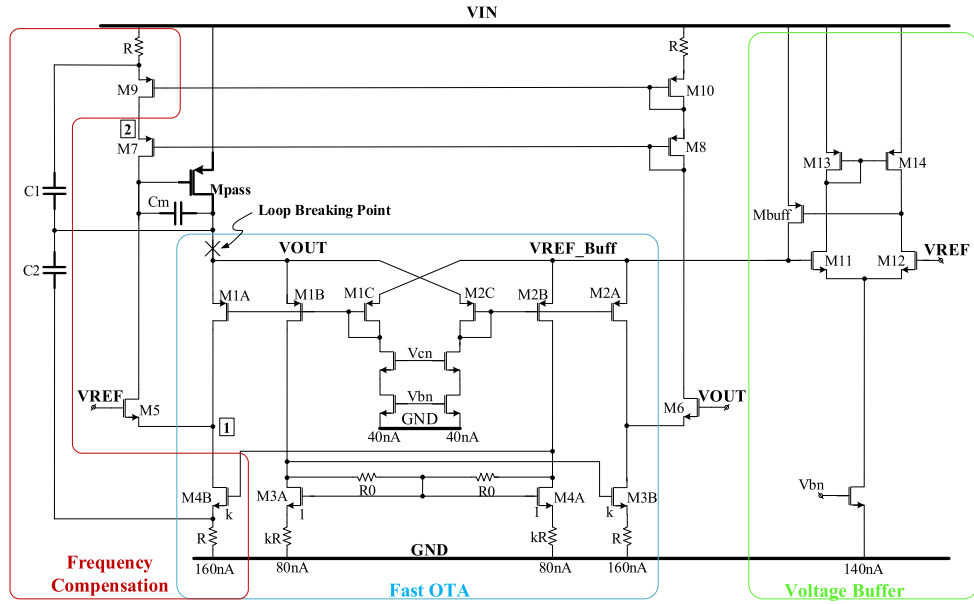 VIN
R
R
M9
M10
2
M7
M8
M13
M14
C1
Mpass
Cm
Loop Breaking Point
Mbuff
VOUT
VREF_Buff
VREF
C2
M11
M12
M1A
M1B
M1C
M2C
M2B
M2A
Vcn
VREF
Vbn
VOUT
M5
GND
M6
1
40nA
40nA
R0
R0
Vbn
M4B
M3A
M4A
M3B
k
1
1
k
R
kR
kR
R
GND
160nA
80nA
80nA
160nA
140nA
Frequency
Compensation
Fast OTA
Voltage Buffer